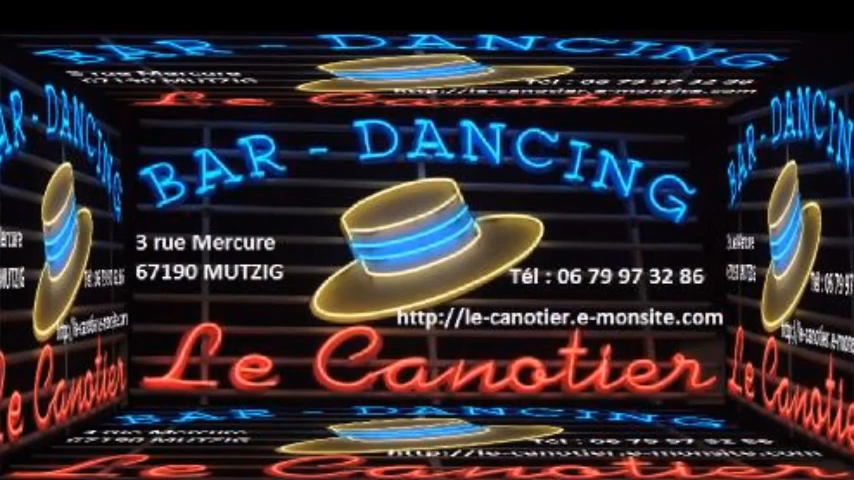 BAR - DANCING
3 rue Mercure
67190 MUTZIG
Tél : 06 79 97 32 86
http://le-canotier.e-monsite.com
Le Canotier